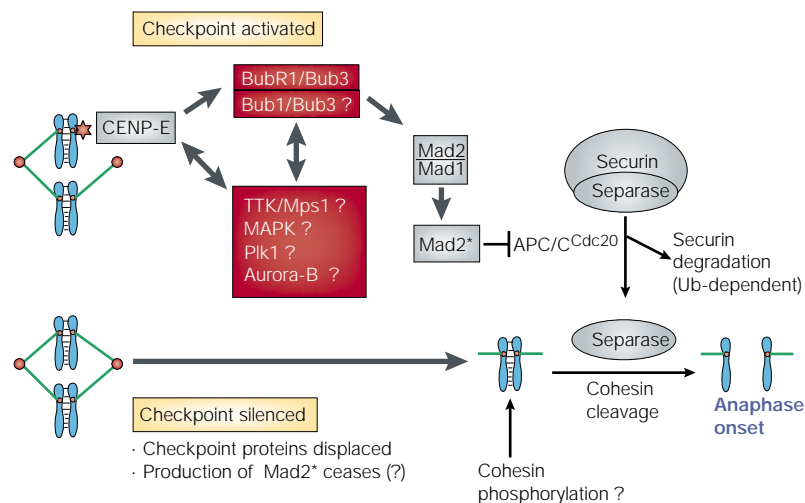 Checkpoint activated
BubR1/Bub3
Bub1/Bub3 ?
CENP-E
Mad2
Mad1
Securin
Separase
TTK/Mps1 ?
MAPK ?
Plk1 ?
Aurora-B ?
Mad2*
APC/CCdc20
Securin
degradation
(Ub-dependent)
Separase
Cohesin
cleavage
Anaphase
onset
Checkpoint silenced
· Checkpoint proteins displaced
· Production of Mad2* ceases (?)
Cohesin
phosphorylation ?